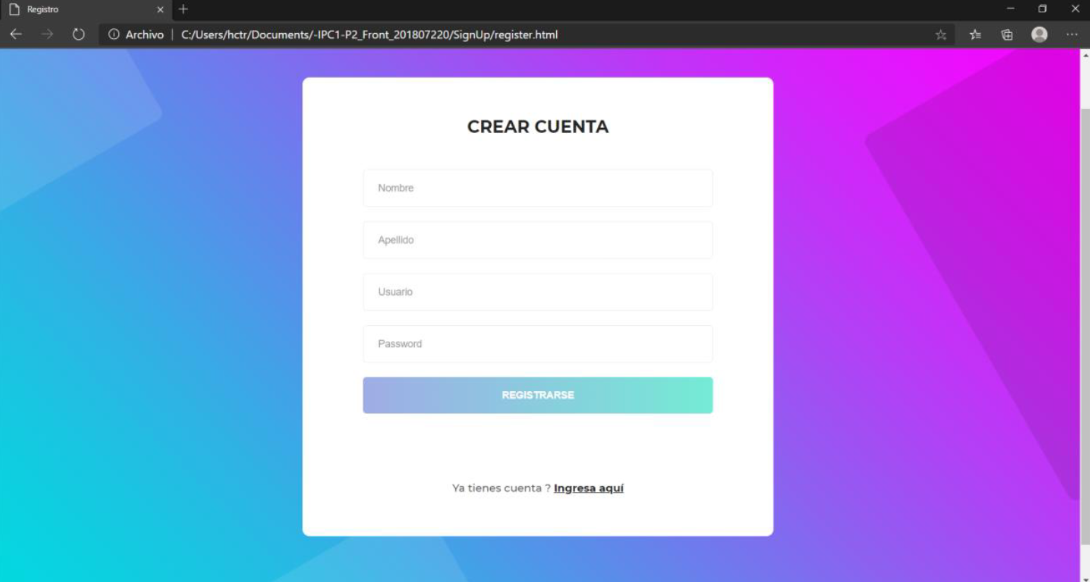 Registro
Archivo | C:/Users/hctr/Documents/-IPC1-P2_Front_201807220/SignUp/register.html
CREAR CUENTA
Nombre
Apellido
Usuario
Password
REGISTRARSE
Ya tienes cuenta ? Ingresa aquí